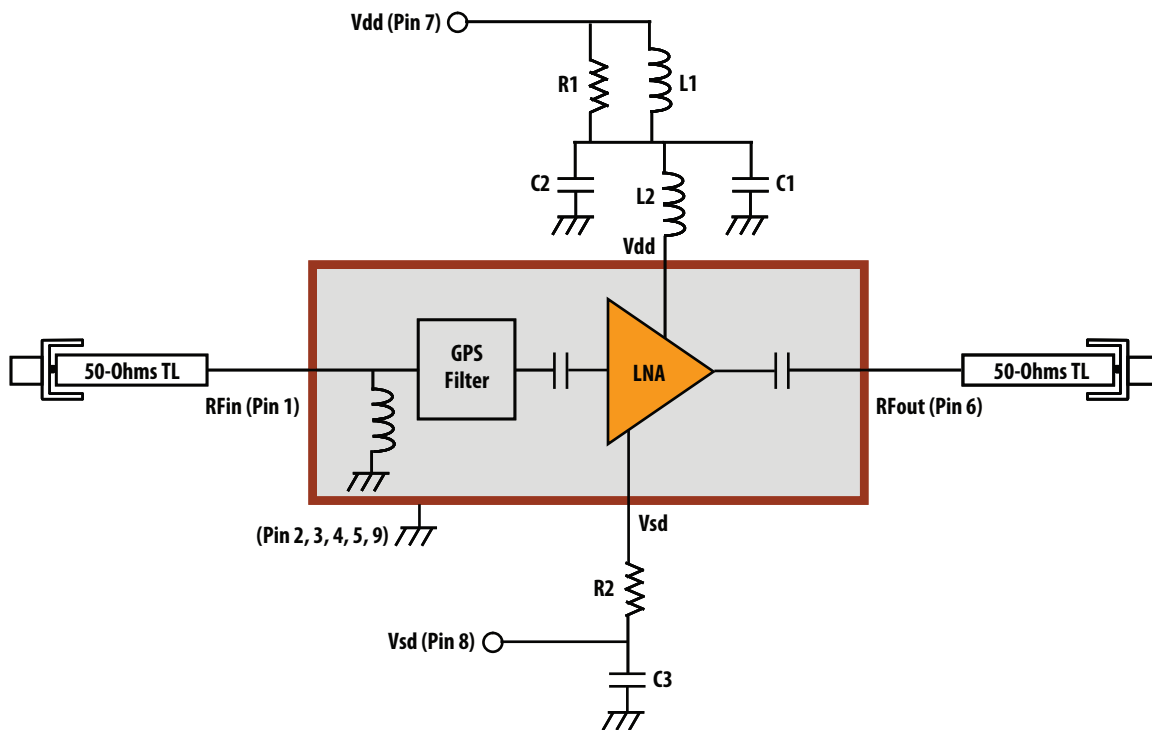 Vdd (Pin 7)
R1
L1
C2
L2
C1
Vdd
50-Ohms TL
GPS
Filter
LNA
50-Ohms TL
RFin (Pin 1)
RFout (Pin 6)
(Pin 2, 3, 4, 5, 9)
Vsd
R2
Vsd (Pin 8)
C3